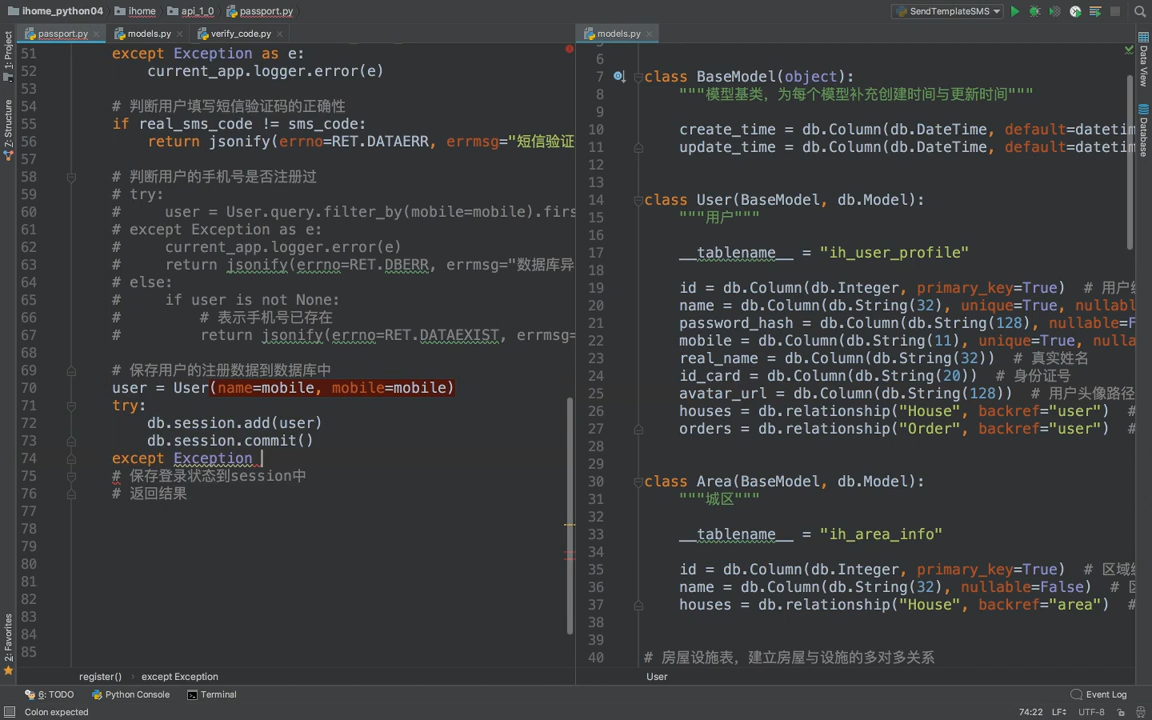 ihome_python04 ihome api_1_0 passport.py
SendTemplateSMS
passport.py models.py verify_code.py
models.py
1: Project
7: Structure
2: Favorites
Data View
Database
51 except Exception as e:
52 current_app.logger.error(e)
53
54 # 判断用户填写短信验证码的正确性
55 if real_sms_code != sms_code:
56 return jsonify(errno=RET.DATAERR, errmsg="短信验证
57
58 # 判断用户的手机号是否注册过
59 # try:
60 # user = User.query.filter_by(mobile=mobile).firs
61 # except Exception as e:
62 # current_app.logger.error(e)
63 # return jsonify(errno=RET.DBERR, errmsg="数据库异
64 # else:
65 # if user is not None:
66 # # 表示手机号已存在
67 # return jsonify(errno=RET.DATAEXIST, errmsg=
68
69 # 保存用户的注册数据到数据库中
70 user = User(name=mobile, mobile=mobile)
71 try:
72 db.session.add(user)
73 db.session.commit()
74 except Exception
75 # 保存登录状态到session中
76 # 返回结果
77
78
79
80
81
82
83
84
85
6
7 class BaseModel(object):
8 """模型基类，为每个模型补充创建时间与更新时间"""
9
10 create_time = db.Column(db.DateTime, default=datetim
11 update_time = db.Column(db.DateTime, default=datetim
12
13
14 class User(BaseModel, db.Model):
15 """用户"""
16
17 __tablename__ = "ih_user_profile"
18
19 id = db.Column(db.Integer, primary_key=True) # 用户编
20 name = db.Column(db.String(32), unique=True, nullabl
21 password_hash = db.Column(db.String(128), nullable=F
22 mobile = db.Column(db.String(11), unique=True, nulla
23 real_name = db.Column(db.String(32)) # 真实姓名
24 id_card = db.Column(db.String(20)) # 身份证号
25 avatar_url = db.Column(db.String(128)) # 用户头像路径
26 houses = db.relationship("House", backref="user") #
27 orders = db.relationship("Order", backref="user") #
28
29
30 class Area(BaseModel, db.Model):
31 """城区"""
32
33 __tablename__ = "ih_area_info"
34
35 id = db.Column(db.Integer, primary_key=True) # 区域编
36 name = db.Column(db.String(32), nullable=False) # 区
37 houses = db.relationship("House", backref="area") #
38
39
40 # 房屋设施表，建立房屋与设施的多对多关系
register() › except Exception
User
6: TODO Python Console Terminal Event Log
Colon expected 74:22 LF÷ UTF-8